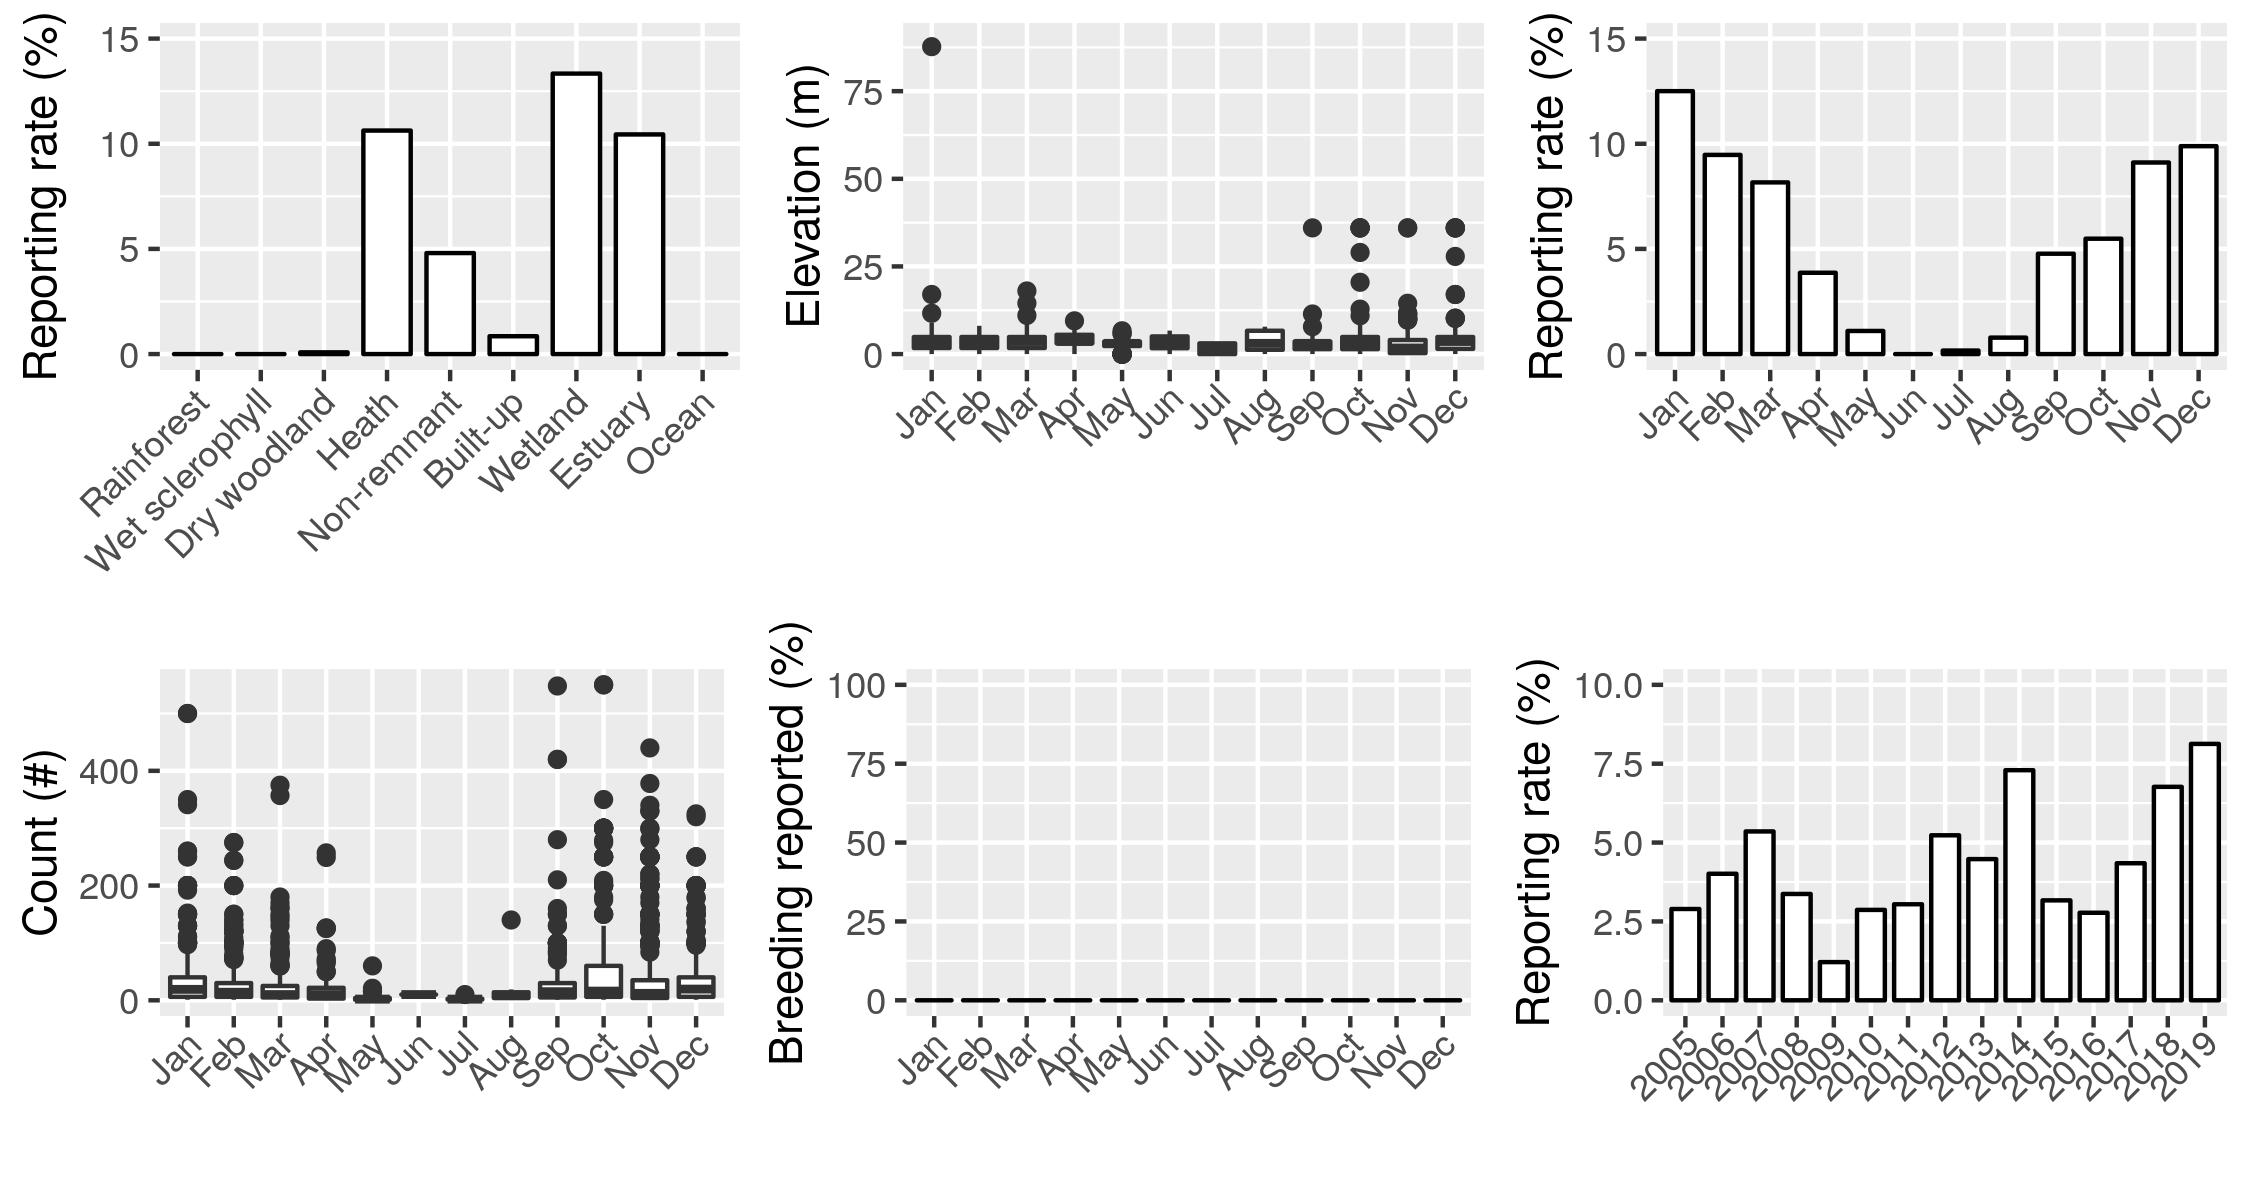 Reporting rate (%)
15
10
5
0
Rainforest
Wet sclerophyll
Dry woodland
Heath
Non-remnant
Built-up
Wetland
Estuary
Ocean
Elevation (m)
75
50
25
0
Jan Feb Mar Apr May Jun Jul Aug Sep Oct Nov Dec
Reporting rate (%)
15
10
5
0
Jan Feb Mar Apr May Jun Jul Aug Sep Oct Nov Dec
Count (#)
400
200
0
Jan Feb Mar Apr May Jun Jul Aug Sep Oct Nov Dec
Breeding reported (%)
100
75
50
25
0
Jan Feb Mar Apr May Jun Jul Aug Sep Oct Nov Dec
Reporting rate (%)
10.0
7.5
5.0
2.5
0.0
2005 2006 2007 2008 2009 2010 2011 2012 2013 2014 2015 2016 2017 2018 2019